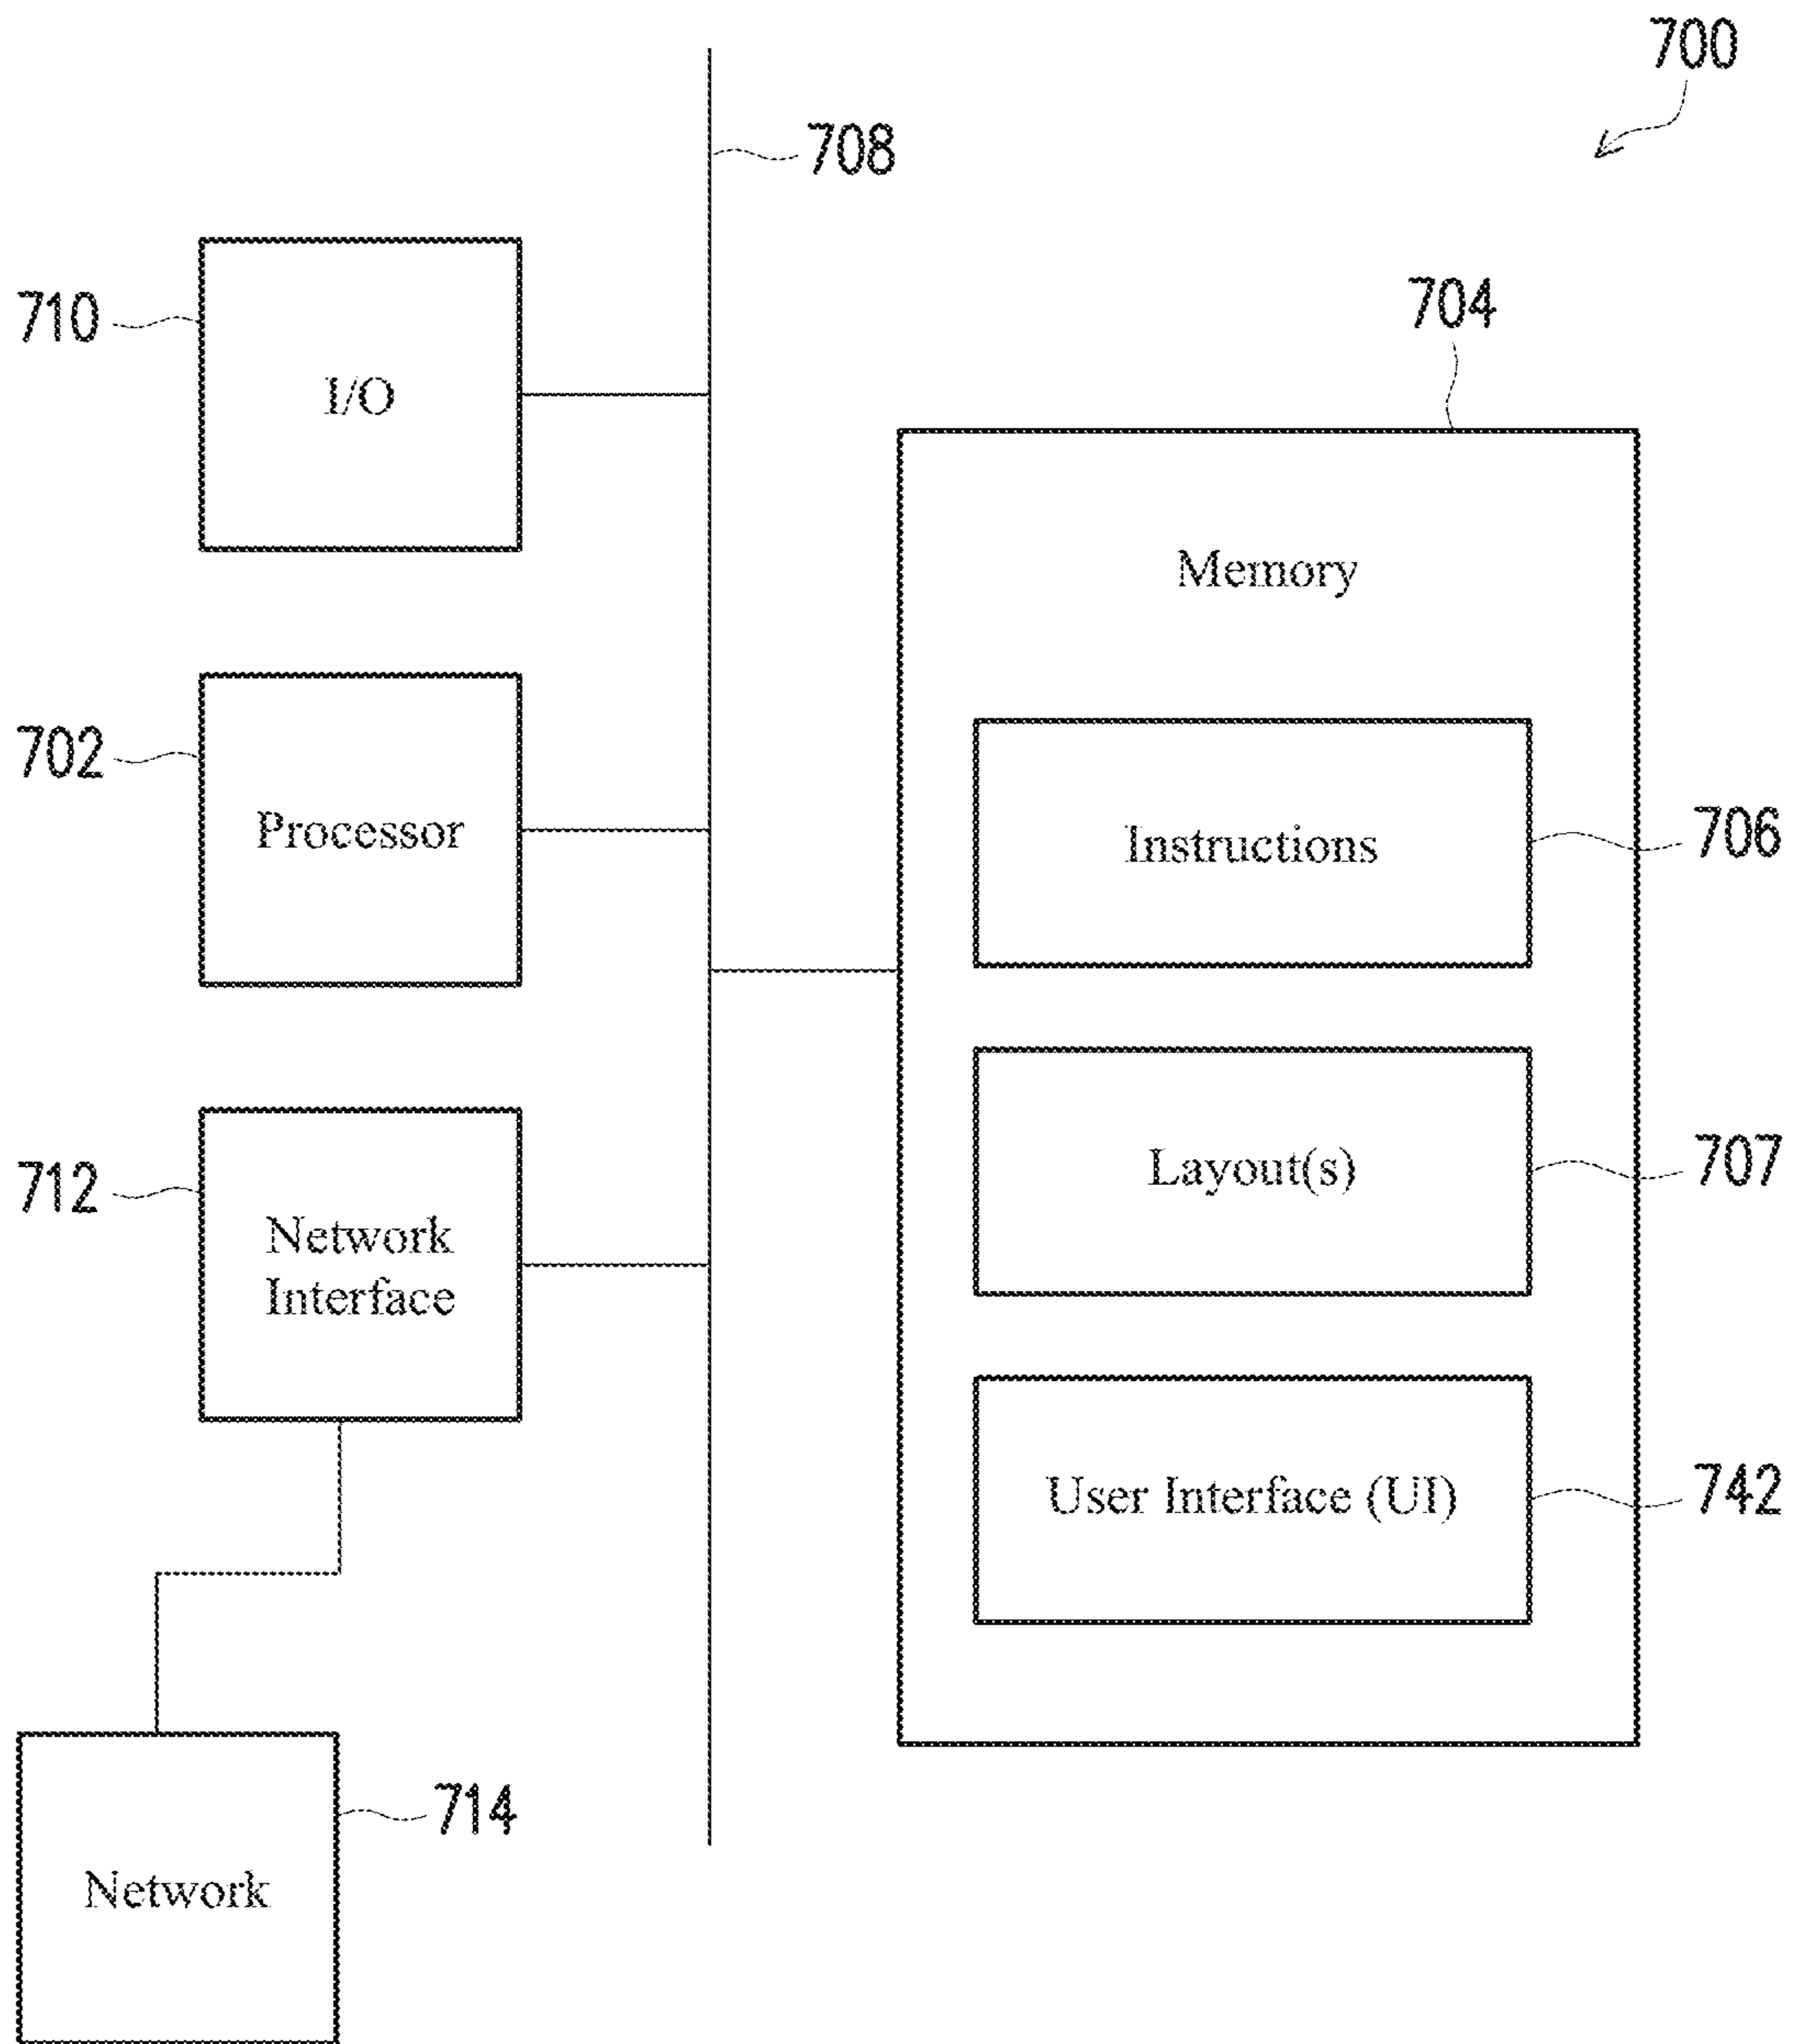 700
708
710
I/O
704
Memory
702
Processor
Instructions
706
Layout(s)
707
712
Network
Interface
User Interface (UI)
742
714
Network